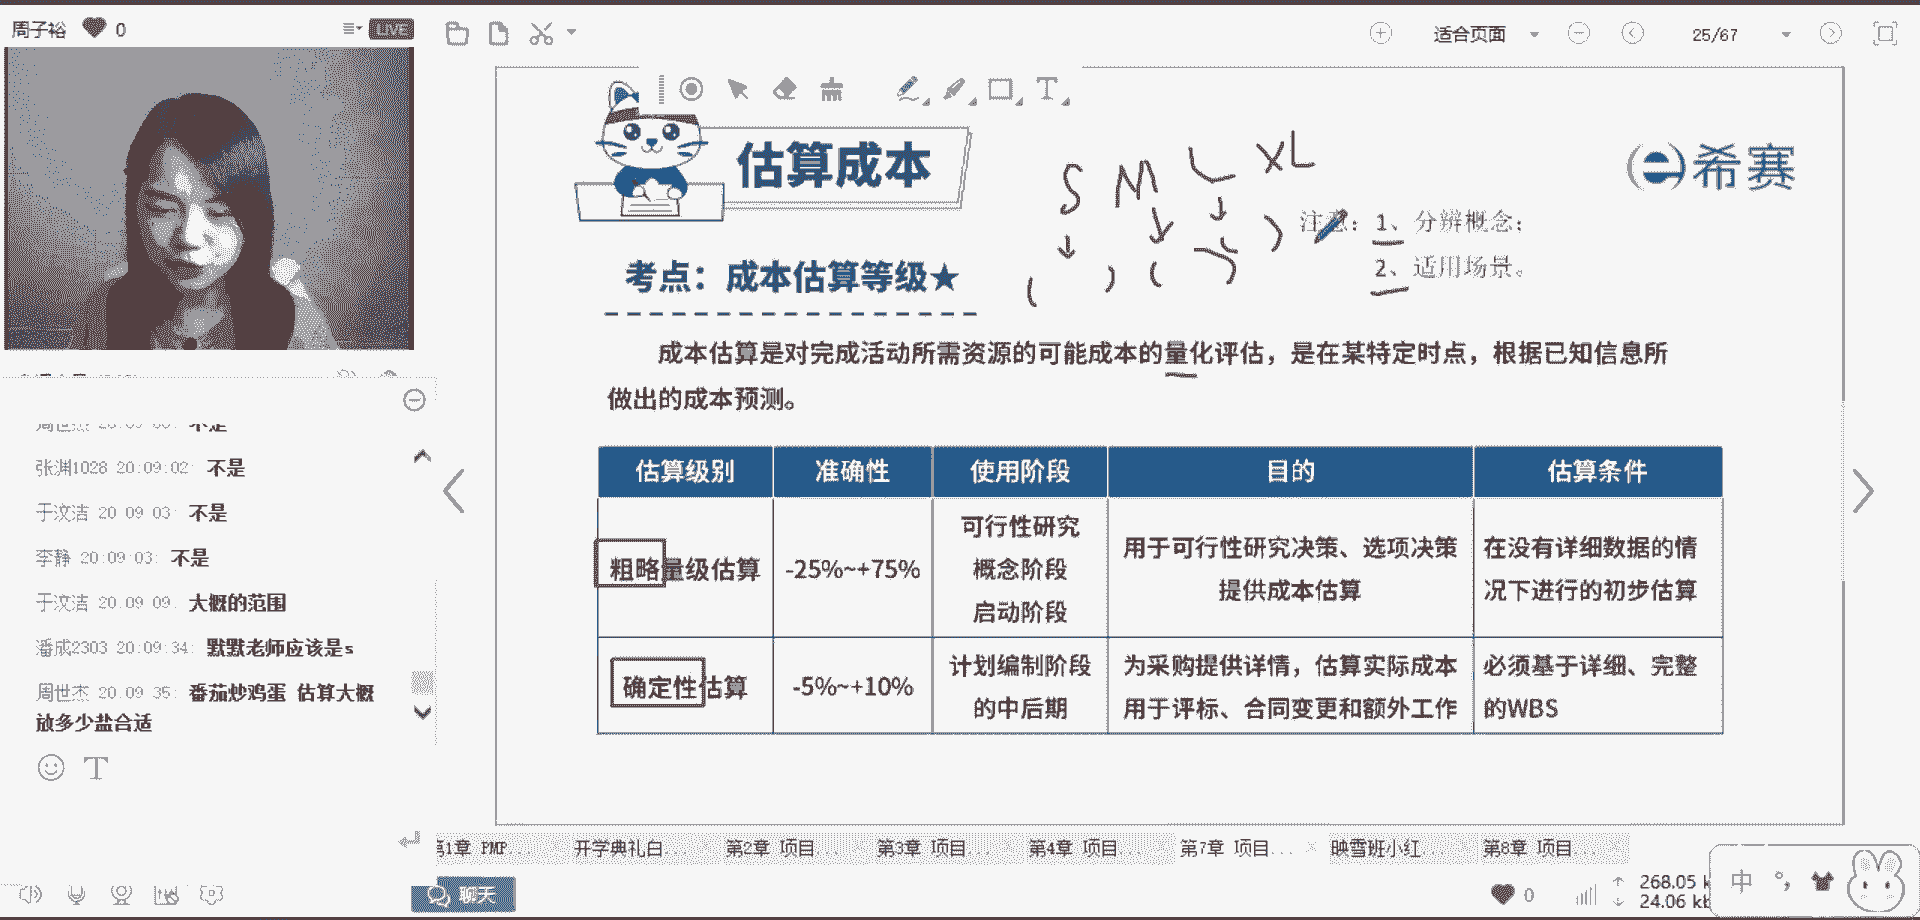 周子裕 0 LIVE
适合页面 25/67
估算成本
S M L XL
希赛
注意：1、分辨概念；
2、适用场景。
考点：成本估算等级★
成本估算是对完成活动所需资源的可能成本的量化评估，是在某特定时点，根据已知信息所
做出的成本预测。
估算级别 准确性 使用阶段 目的 估算条件
粗略量级估算 -25%~+75% 可行性研究
概念阶段
启动阶段 用于可行性研究决策、选项决策
提供成本估算 在没有详细数据的情
况下进行的初步估算
确定性估算 -5%~+10% 计划编制阶段
的中后期 为采购提供详情，估算实际成本
用于评标、合同变更和额外工作 必须基于详细、完整
的WBS
张渊1028 20:09:02: 不是
于汶洁 20:09:03: 不是
李静 20:09:03: 不是
于汶洁 20:09:09: 大概的范围
潘成2303 20:09:34: 默默老师应该是s
周世杰 20:09:35: 番茄炒鸡蛋 估算大概
放多少盐合适
T
第1章 PMP... 开学典礼白... 第2章 项目... 第3章 项目... 第4章 项目... 第7章 项目... 映雪班小红... 第8章 项目...
聊天
0
268.05 k
24.06 kb
中